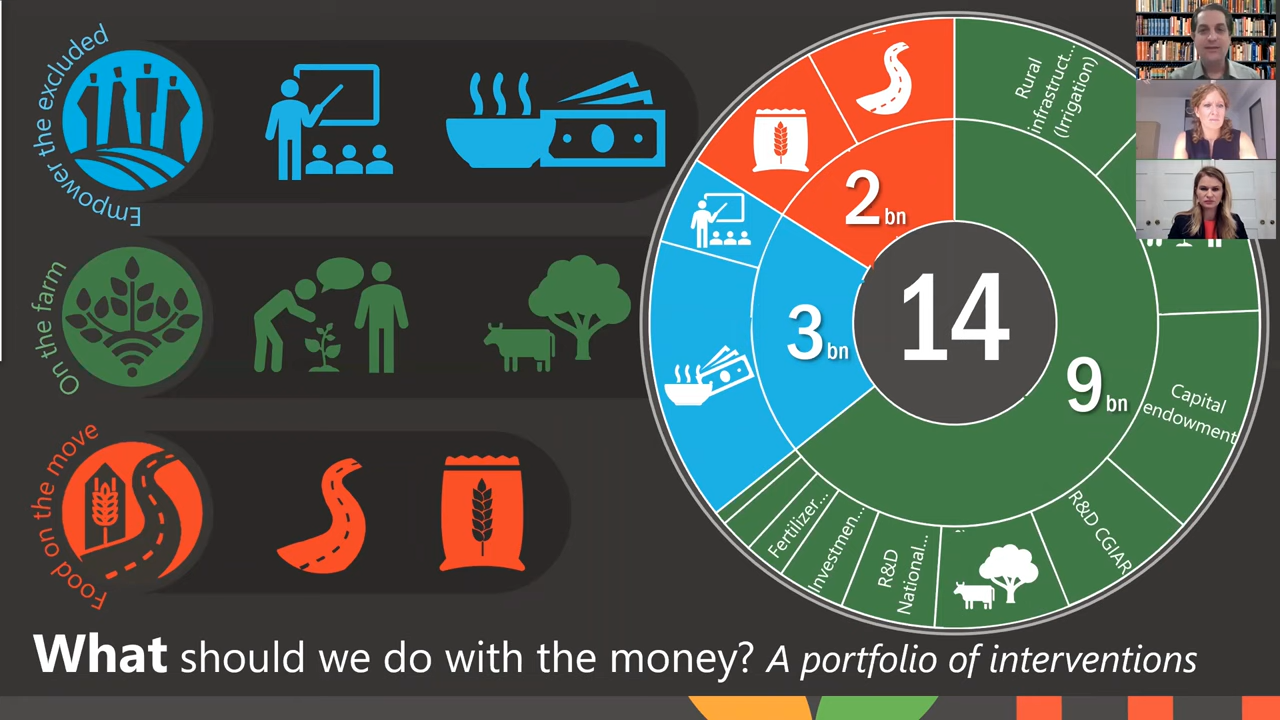 Empower the excluded
On the farm
Food on the move
14
9bn
3bn
2bn
Rural
infrastruct...
(Irrigation)
Capital
endowment
R&D CGIAR
R&D
National...
Investmen...
Fertilizer...
What should we do with the money? A portfolio of interventions